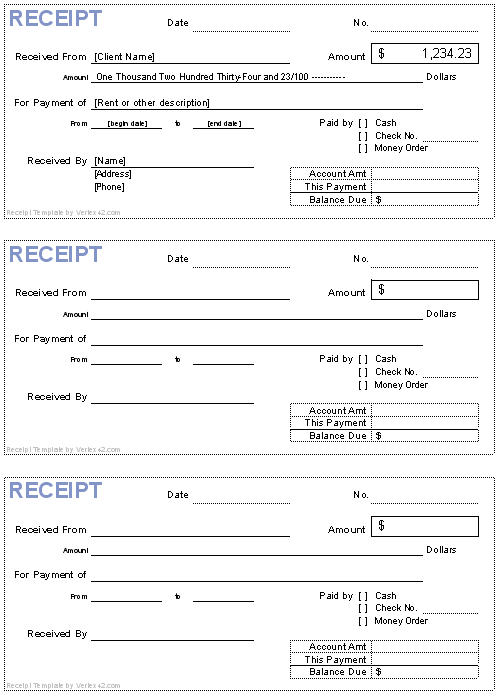 RECEIPT Date No.
Received From [Client Name] Amount $ 1,234.23
Amount One Thousand Two Hundred Thirty-Four and 23/100 ----------- Dollars
For Payment of [Rent or other description]
From [begin date] to [end date] Paid by [ ] Cash
[ ] Check No.
[ ] Money Order
Received By [Name]
[Address] Account Amt
[Phone] This Payment
Balance Due $
Receipt Template by Vertex42.com
RECEIPT Date No.
Received From Amount $
Amount Dollars
For Payment of
From to Paid by [ ] Cash
[ ] Check No.
[ ] Money Order
Received By
Account Amt
This Payment
Balance Due $
Receipt Template by Vertex42.com
RECEIPT Date No.
Received From Amount $
Amount Dollars
For Payment of
From to Paid by [ ] Cash
[ ] Check No.
[ ] Money Order
Received By
Account Amt
This Payment
Balance Due $
Receipt Template by Vertex42.com